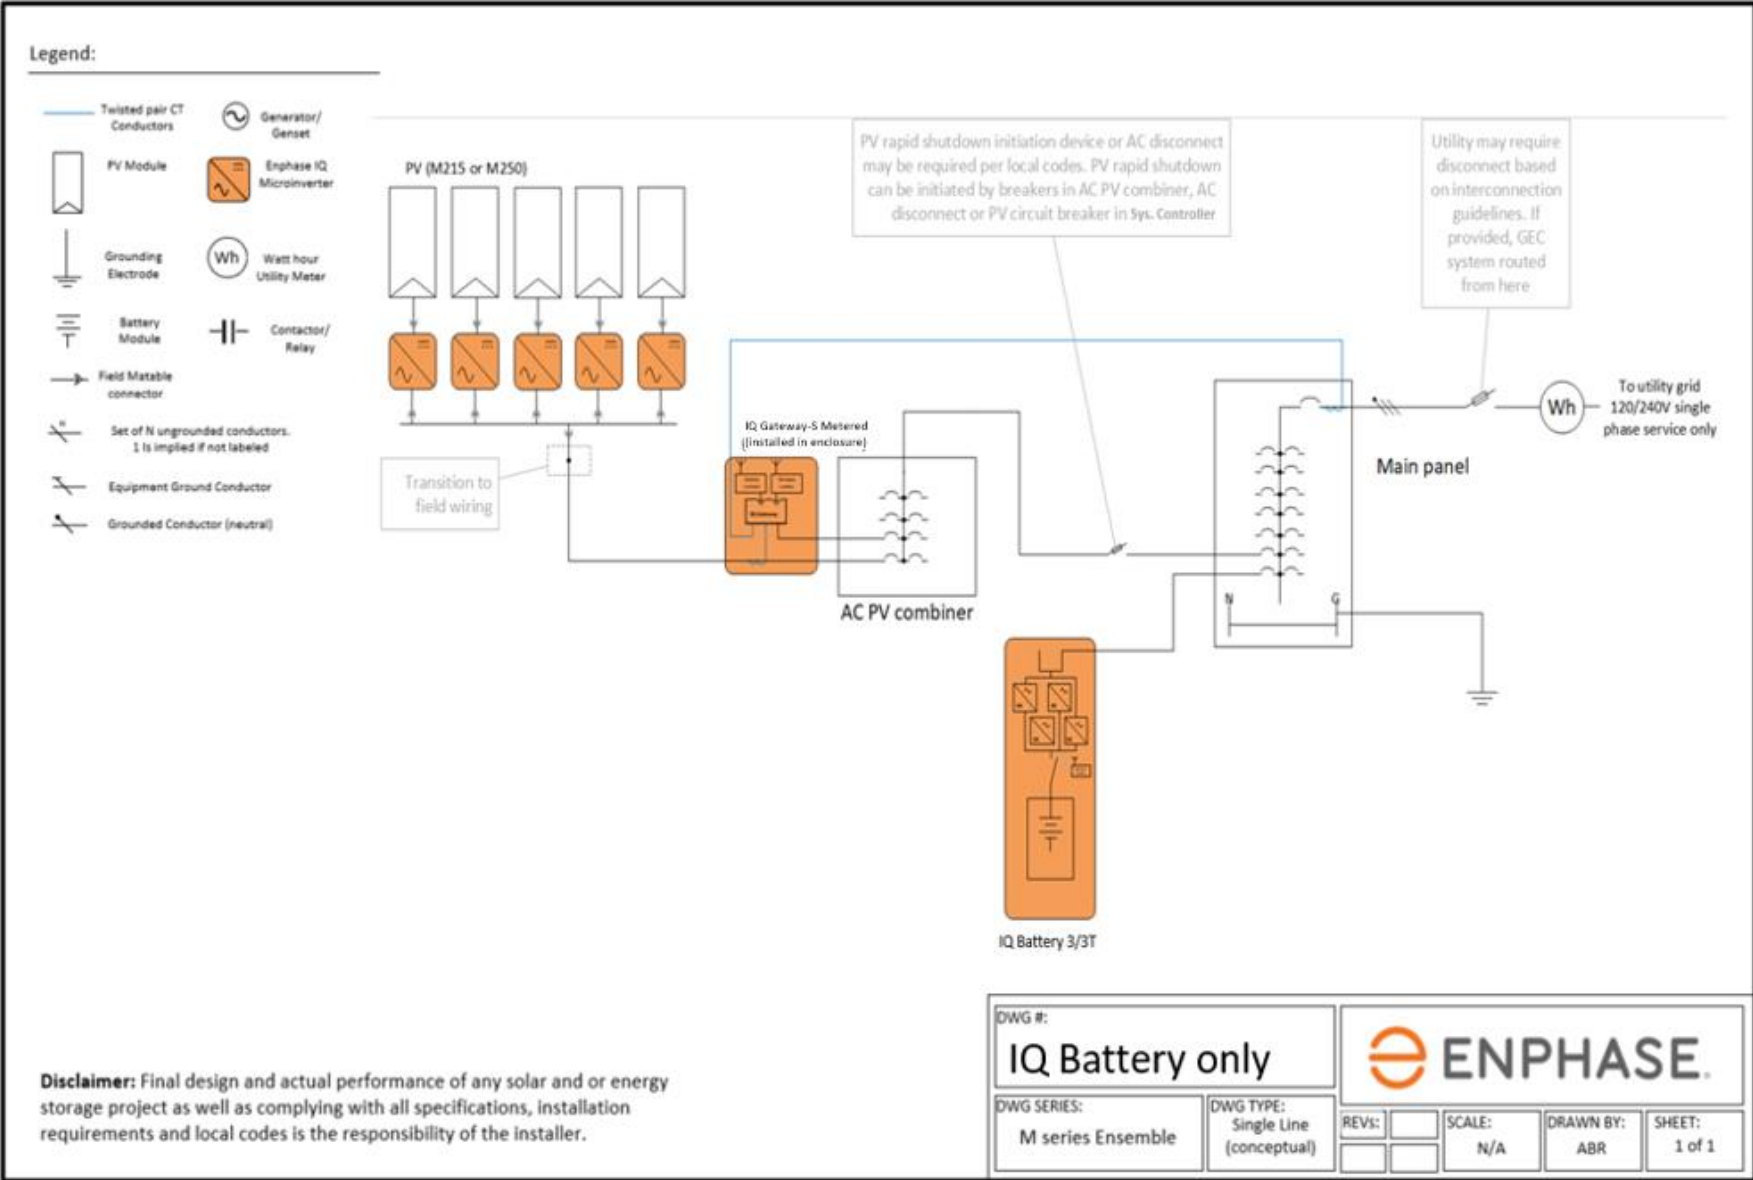 Legend:
Twisted pair CT
Conductors
Generator/
Genset
PV Module
Enphase IQ
Microinverter
Grounding
Electrode
Wh
Watt hour
Utility Meter
Battery
Module
Contactor/
Relay
Field Matable
connector
N
Set of N ungrounded conductors.
1 Is implied if not labeled
Equipment Ground Conductor
Grounded Conductor (neutral)
PV (M215 or M250)
Transition to
field wiring
IQ Gateway-S Metered
((installed in enclosure)
AC PV combiner
PV rapid shutdown initiation device or AC disconnect
may be required per local codes. PV rapid shutdown
can be initiated by breakers in AC PV combiner, AC
disconnect or PV circuit breaker in Sys. Controller
Utility may require
disconnect based
on interconnection
guidelines. If
provided, GEC
system routed
from here
Wh
To utility grid
120/240V single
phase service only
Main panel
N
G
IQ Battery 3/3T
Disclaimer: Final design and actual performance of any solar and or energy
storage project as well as complying with all specifications, installation
requirements and local codes is the responsibility of the installer.
DWG #:
IQ Battery only
ENPHASE.
DWG SERIES:
M series Ensemble
DWG TYPE:
Single Line
(conceptual)
REVs:
SCALE:
N/A
DRAWN BY:
ABR
SHEET:
1 of 1